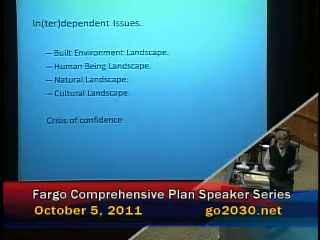 In(ter)dependent Issues.
— Built Environment Landscape.
— Human Being Landscape.
— Natural Landscape.
— Cultural Landscape.
Crisis of confidence
Fargo Comprehensive Plan Speaker Series
October 5, 2011 go2030.net